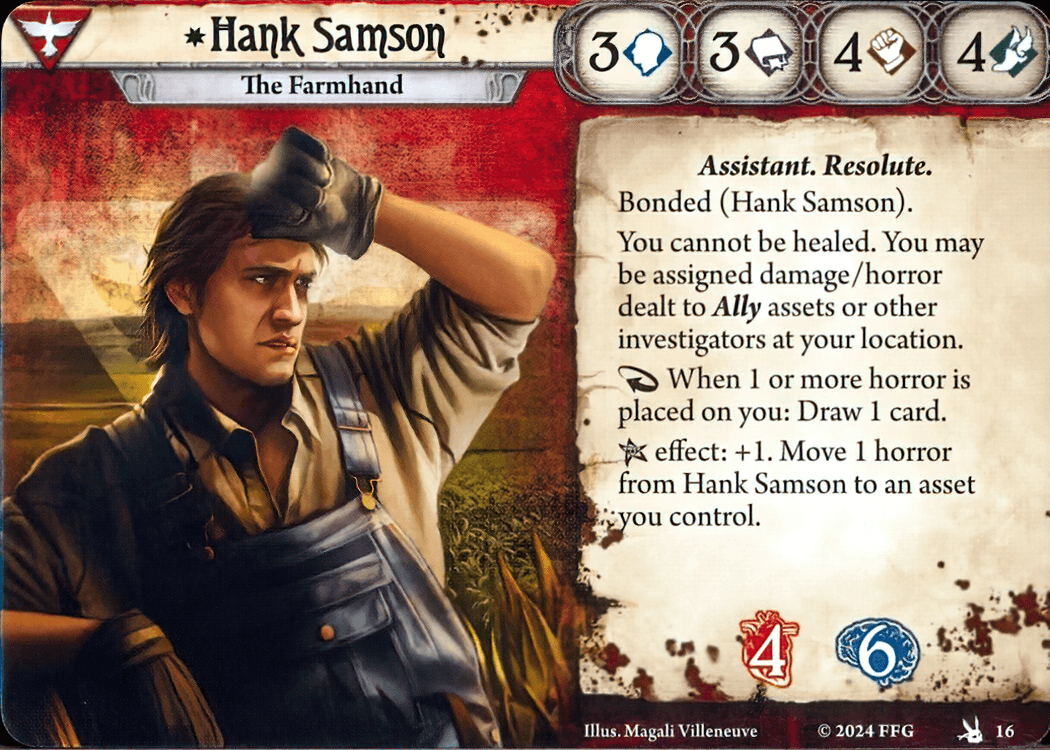 Hank Samson
The Farmhand
3 3 4 4
Assistant. Resolute.
Bonded (Hank Samson).
You cannot be healed. You may
be assigned damage/horror
dealt to Ally assets or other
investigators at your location.
When 1 or more horror is
placed on you: Draw 1 card.
effect: +1. Move 1 horror
from Hank Samson to an asset
you control.
4 6
Illus. Magali Villeneuve © 2024 FFG 16